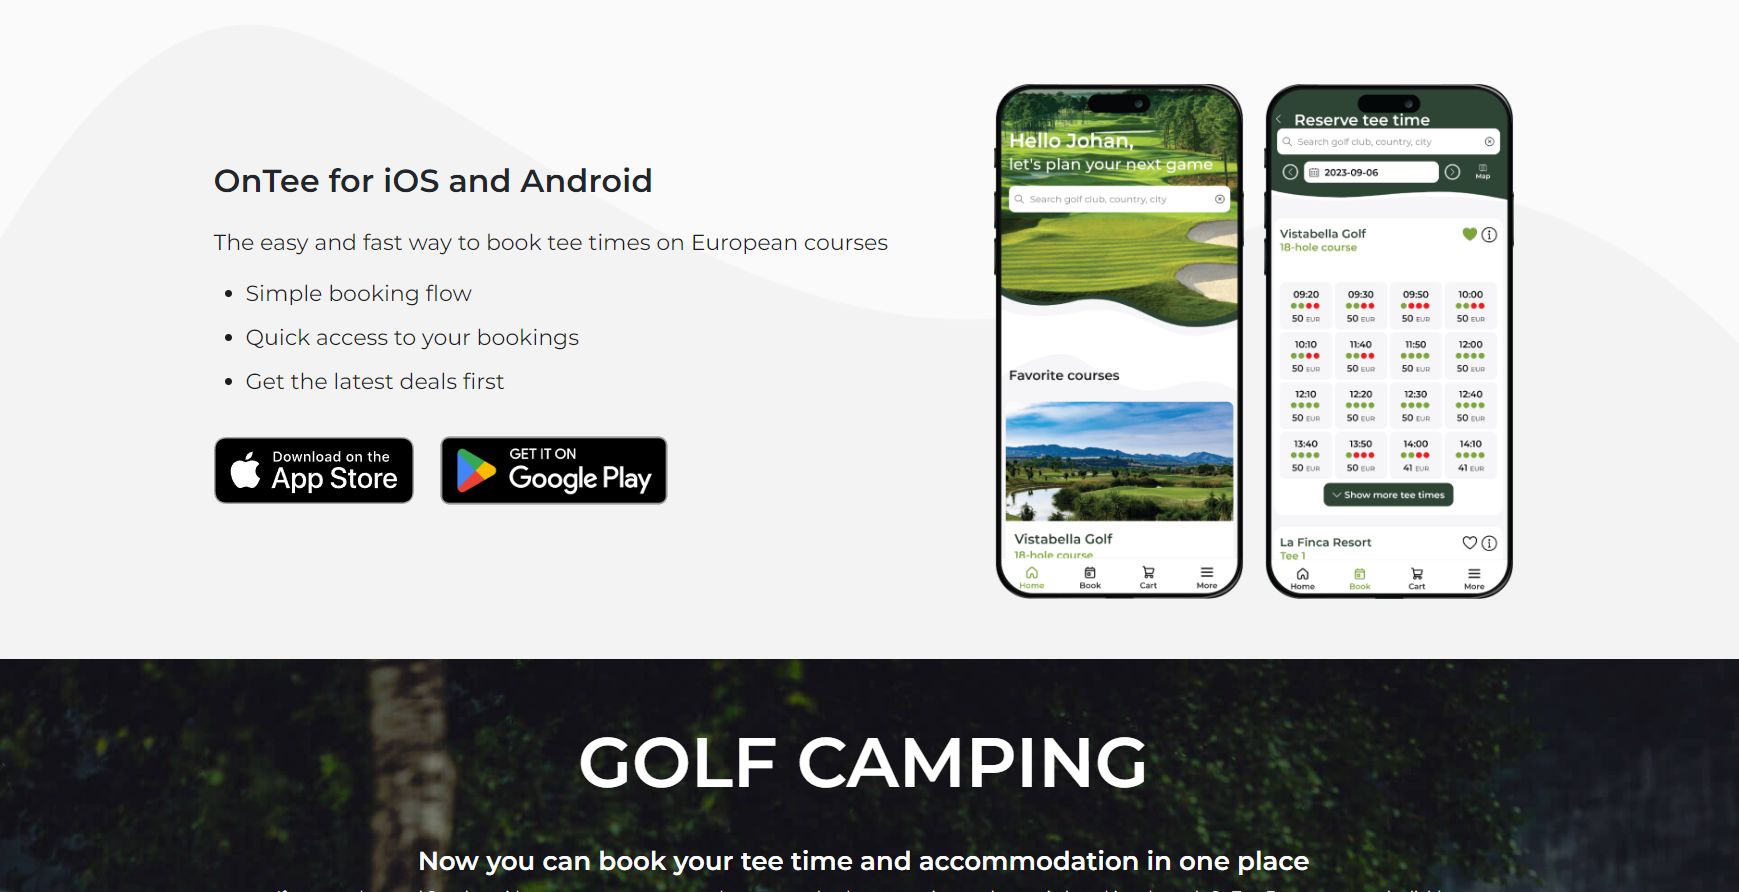 OnTee for iOS and Android
The easy and fast way to book tee times on European courses
Simple booking flow
Quick access to your bookings
Get the latest deals first
Download on the
App Store
GET IT ON
Google Play
Hello Johan,
let's plan your next game
Search golf club, country, city
Favorite courses
Vistabella Golf
18-hole course
Home Book Cart More
Reserve tee time
Search golf club, country, city
2023-09-06
Map
Vistabella Golf
18-hole course
09:20 09:30 09:50 10:00
50 EUR 50 EUR 50 EUR 50 EUR
10:10 11:40 11:50 12:00
50 EUR 50 EUR 50 EUR 50 EUR
12:10 12:20 12:30 12:40
50 EUR 50 EUR 50 EUR 50 EUR
13:40 13:50 14:00 14:10
50 EUR 50 EUR 41 EUR 41 EUR
Show more tee times
La Finca Resort
Tee 1
Home Book Cart More
GOLF CAMPING
Now you can book your tee time and accommodation in one place